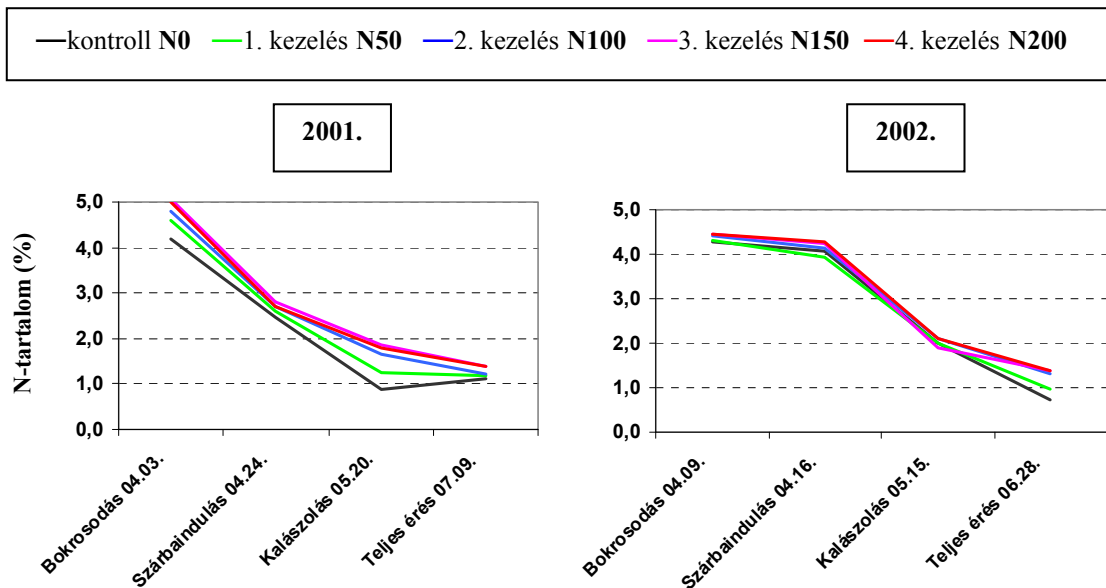 kontroll N0 1. kezelés N50 2. kezelés N100 3. kezelés N150 4. kezelés N200
2001.
2002.
N-tartalom (%)
5,0
4,0
3,0
2,0
1,0
0,0
Bokrosodás 04.03.
Szárbaindulás 04.24.
Kalászolás 05.20.
Teljes érés 07.09.
5,0
4,0
3,0
2,0
1,0
0,0
Bokrosodás 04.09.
Szárbaindulás 04.16.
Kalászolás 05.15.
Teljes érés 06.28.